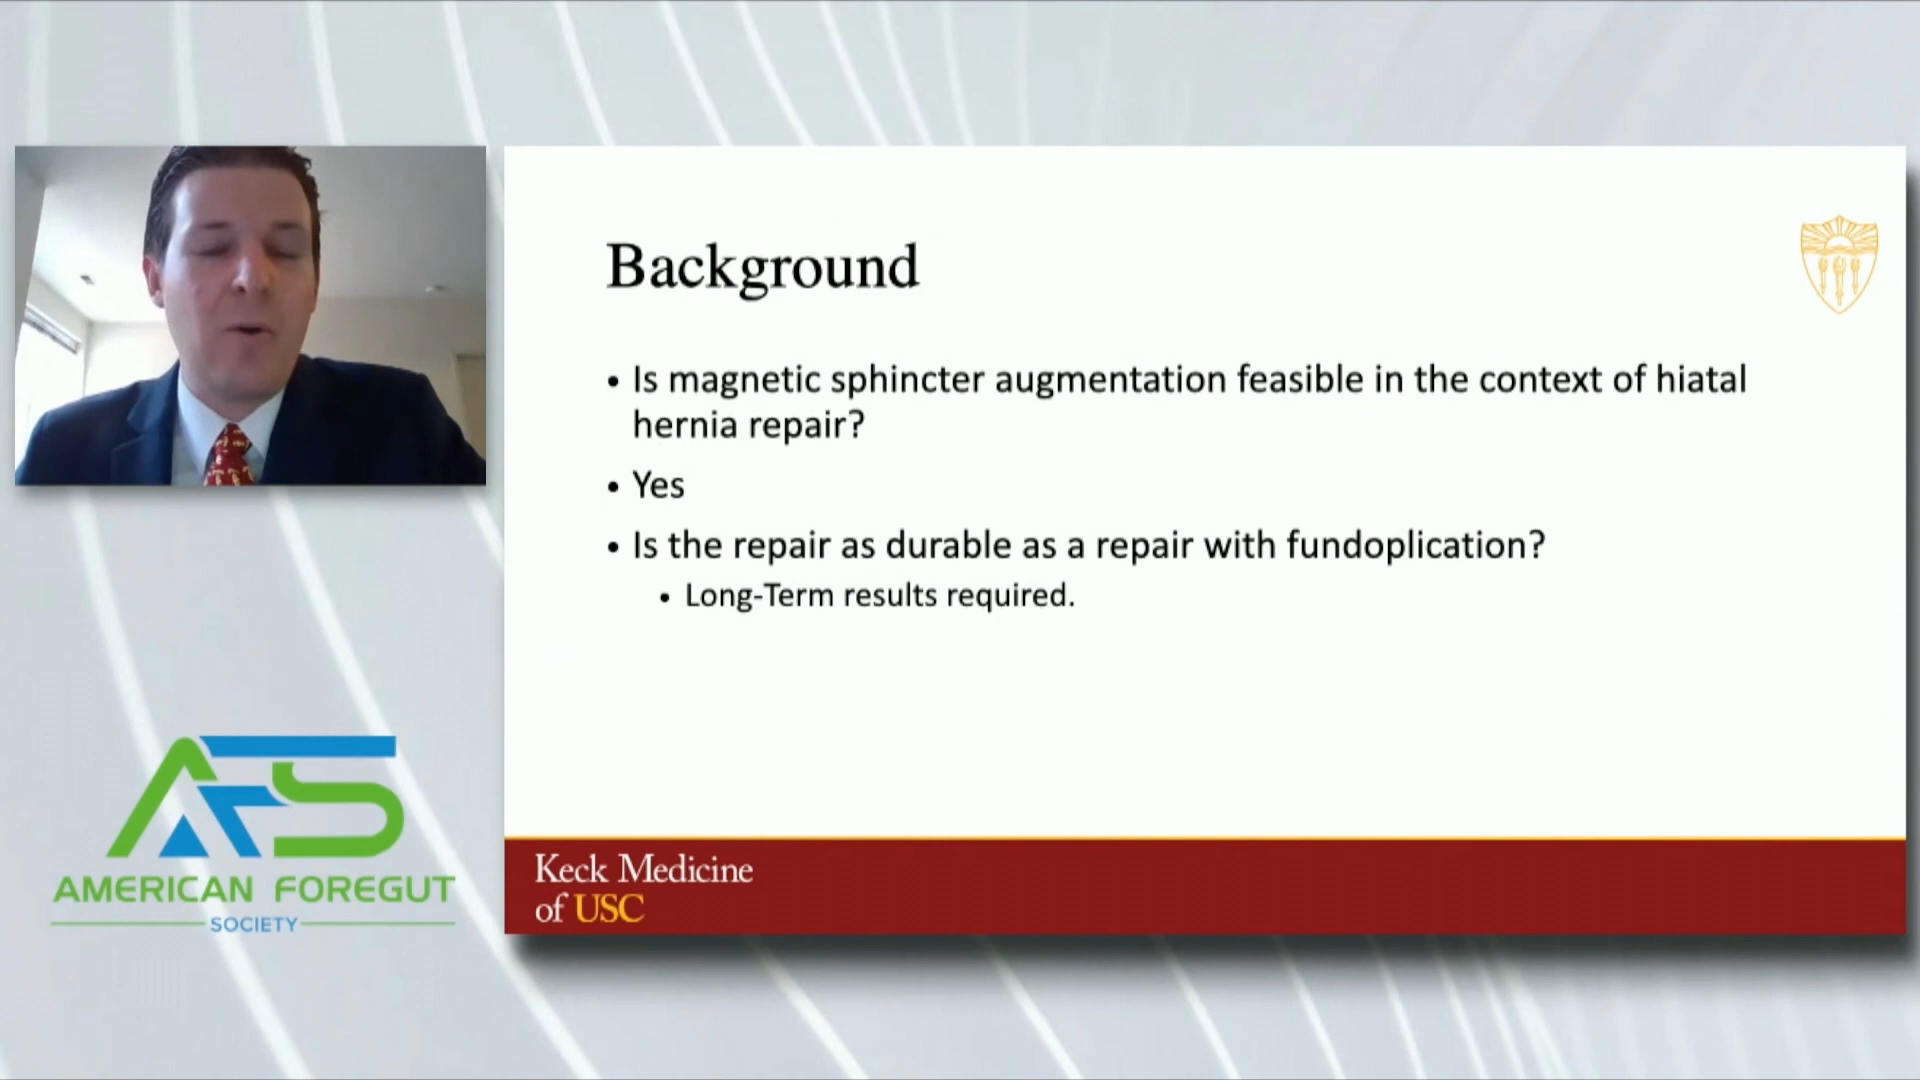 Background
• Is magnetic sphincter augmentation feasible in the context of hiatal
hernia repair?
• Yes
• Is the repair as durable as a repair with fundoplication?
• Long-Term results required.
Keck Medicine
of USC
AFS
AMERICAN FOREGUT
SOCIETY